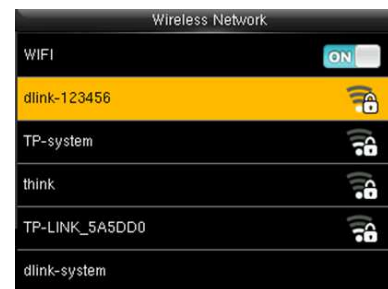 Wireless Network
WIFI ON
dlink-123456
TP-system
think
TP-LINK_5A5DD0
dlink-system